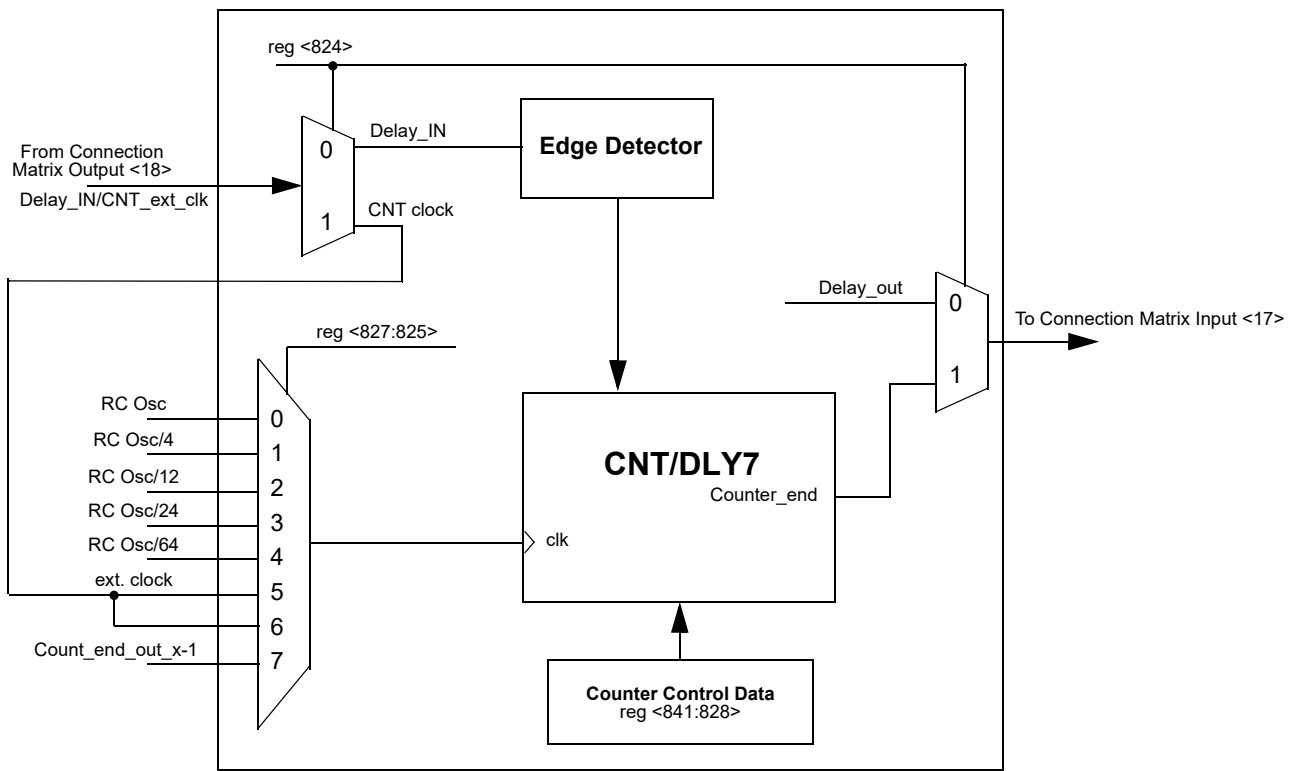 reg <824>
Delay_IN
Edge Detector
0
From Connection
Matrix Output <18>
Delay_IN/CNT_ext_clk
1
CNT clock
Delay_out
0
To Connection Matrix Input <17>
1
reg <827:825>
RC Osc
0
RC Osc/4
1
RC Osc/12
2
RC Osc/24
3
RC Osc/64
4
ext. clock
5
6
Count_end_out_x-1
7
CNT/DLY7
Counter_end
clk
Counter Control Data
reg <841:828>